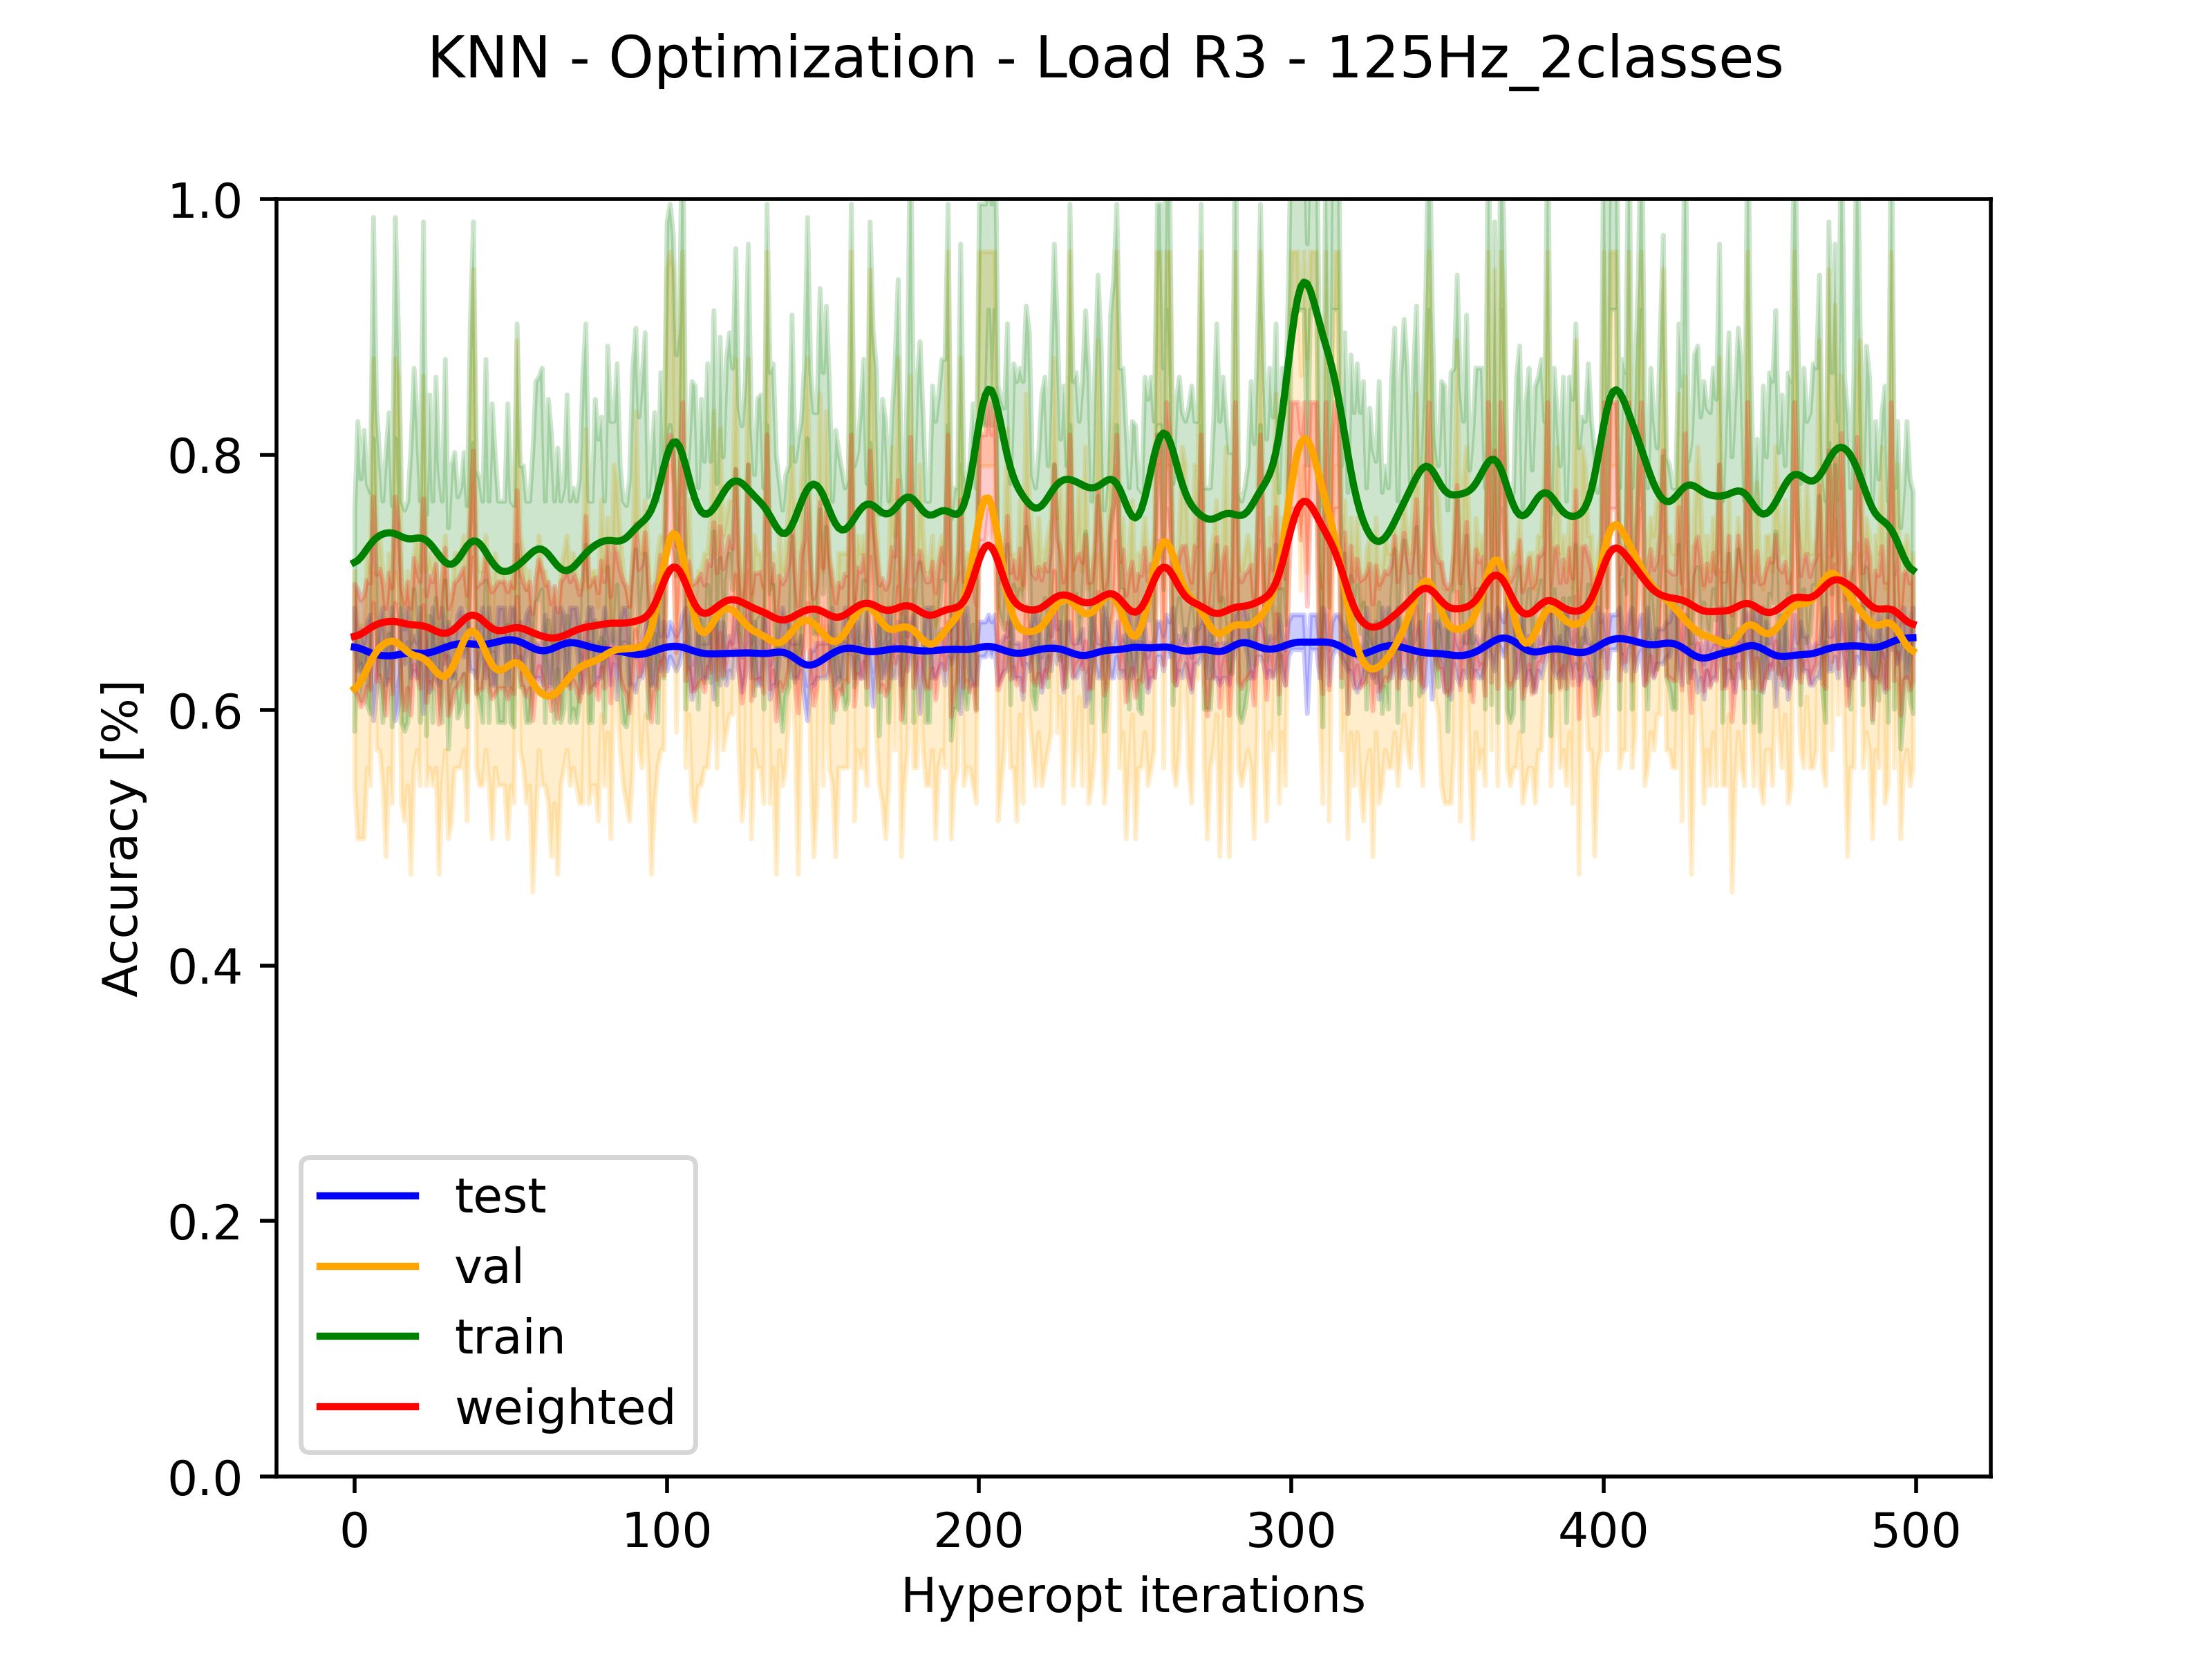 KNN - Optimization - Load R3 - 125Hz_2classes
1.0
0.8
0.6
0.4
0.2
0.0
Accuracy [%]
test
val
train
weighted
0 100 200 300 400 500
Hyperopt iterations